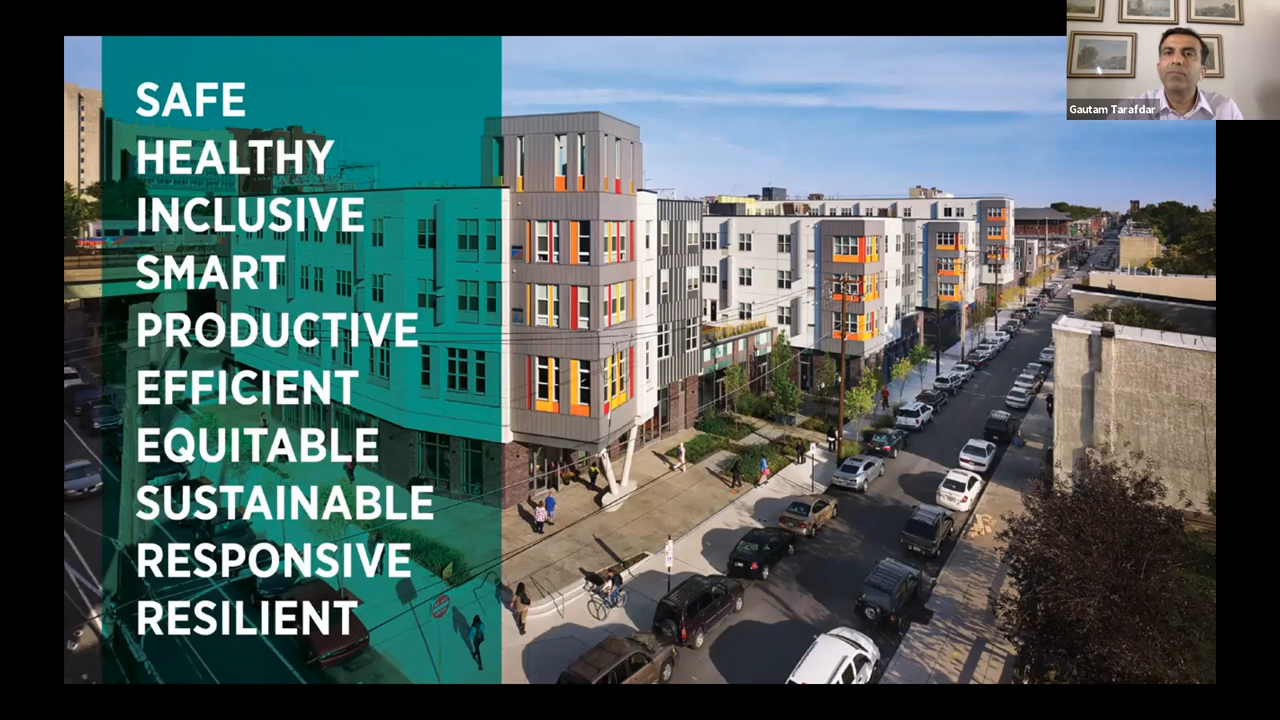 SAFE
HEALTHY
INCLUSIVE
SMART
PRODUCTIVE
EFFICIENT
EQUITABLE
SUSTAINABLE
RESPONSIVE
RESILIENT
Gautam Tarafdar